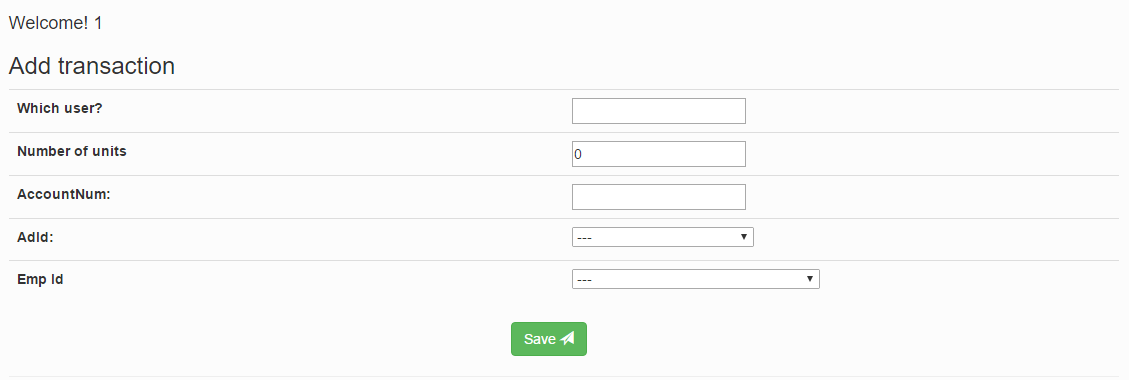 Welcome! 1
Add transaction
Which user?
Number of units 0
AccountNum:
AdId: ---
Emp Id ---
Save